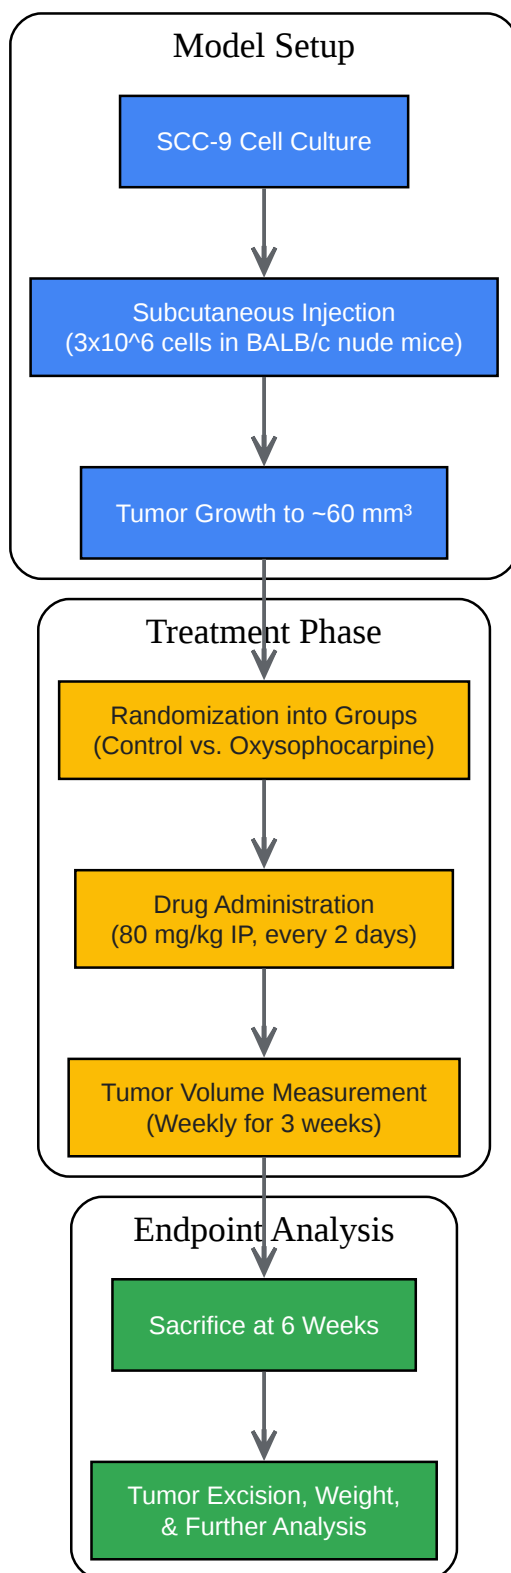 Model Setup
SCC-9 Cell Culture
Subcutaneous Injection
(3x10^6 cells in BALB/c nude mice)
Tumor Growth to ~60 mm³
Treatment Phase
Randomization into Groups
(Control vs. Oxysophocarpine)
Drug Administration
(80 mg/kg IP, every 2 days)
Tumor Volume Measurement
(Weekly for 3 weeks)
Endpoint Analysis
Sacrifice at 6 Weeks
Tumor Excision, Weight,
& Further Analysis